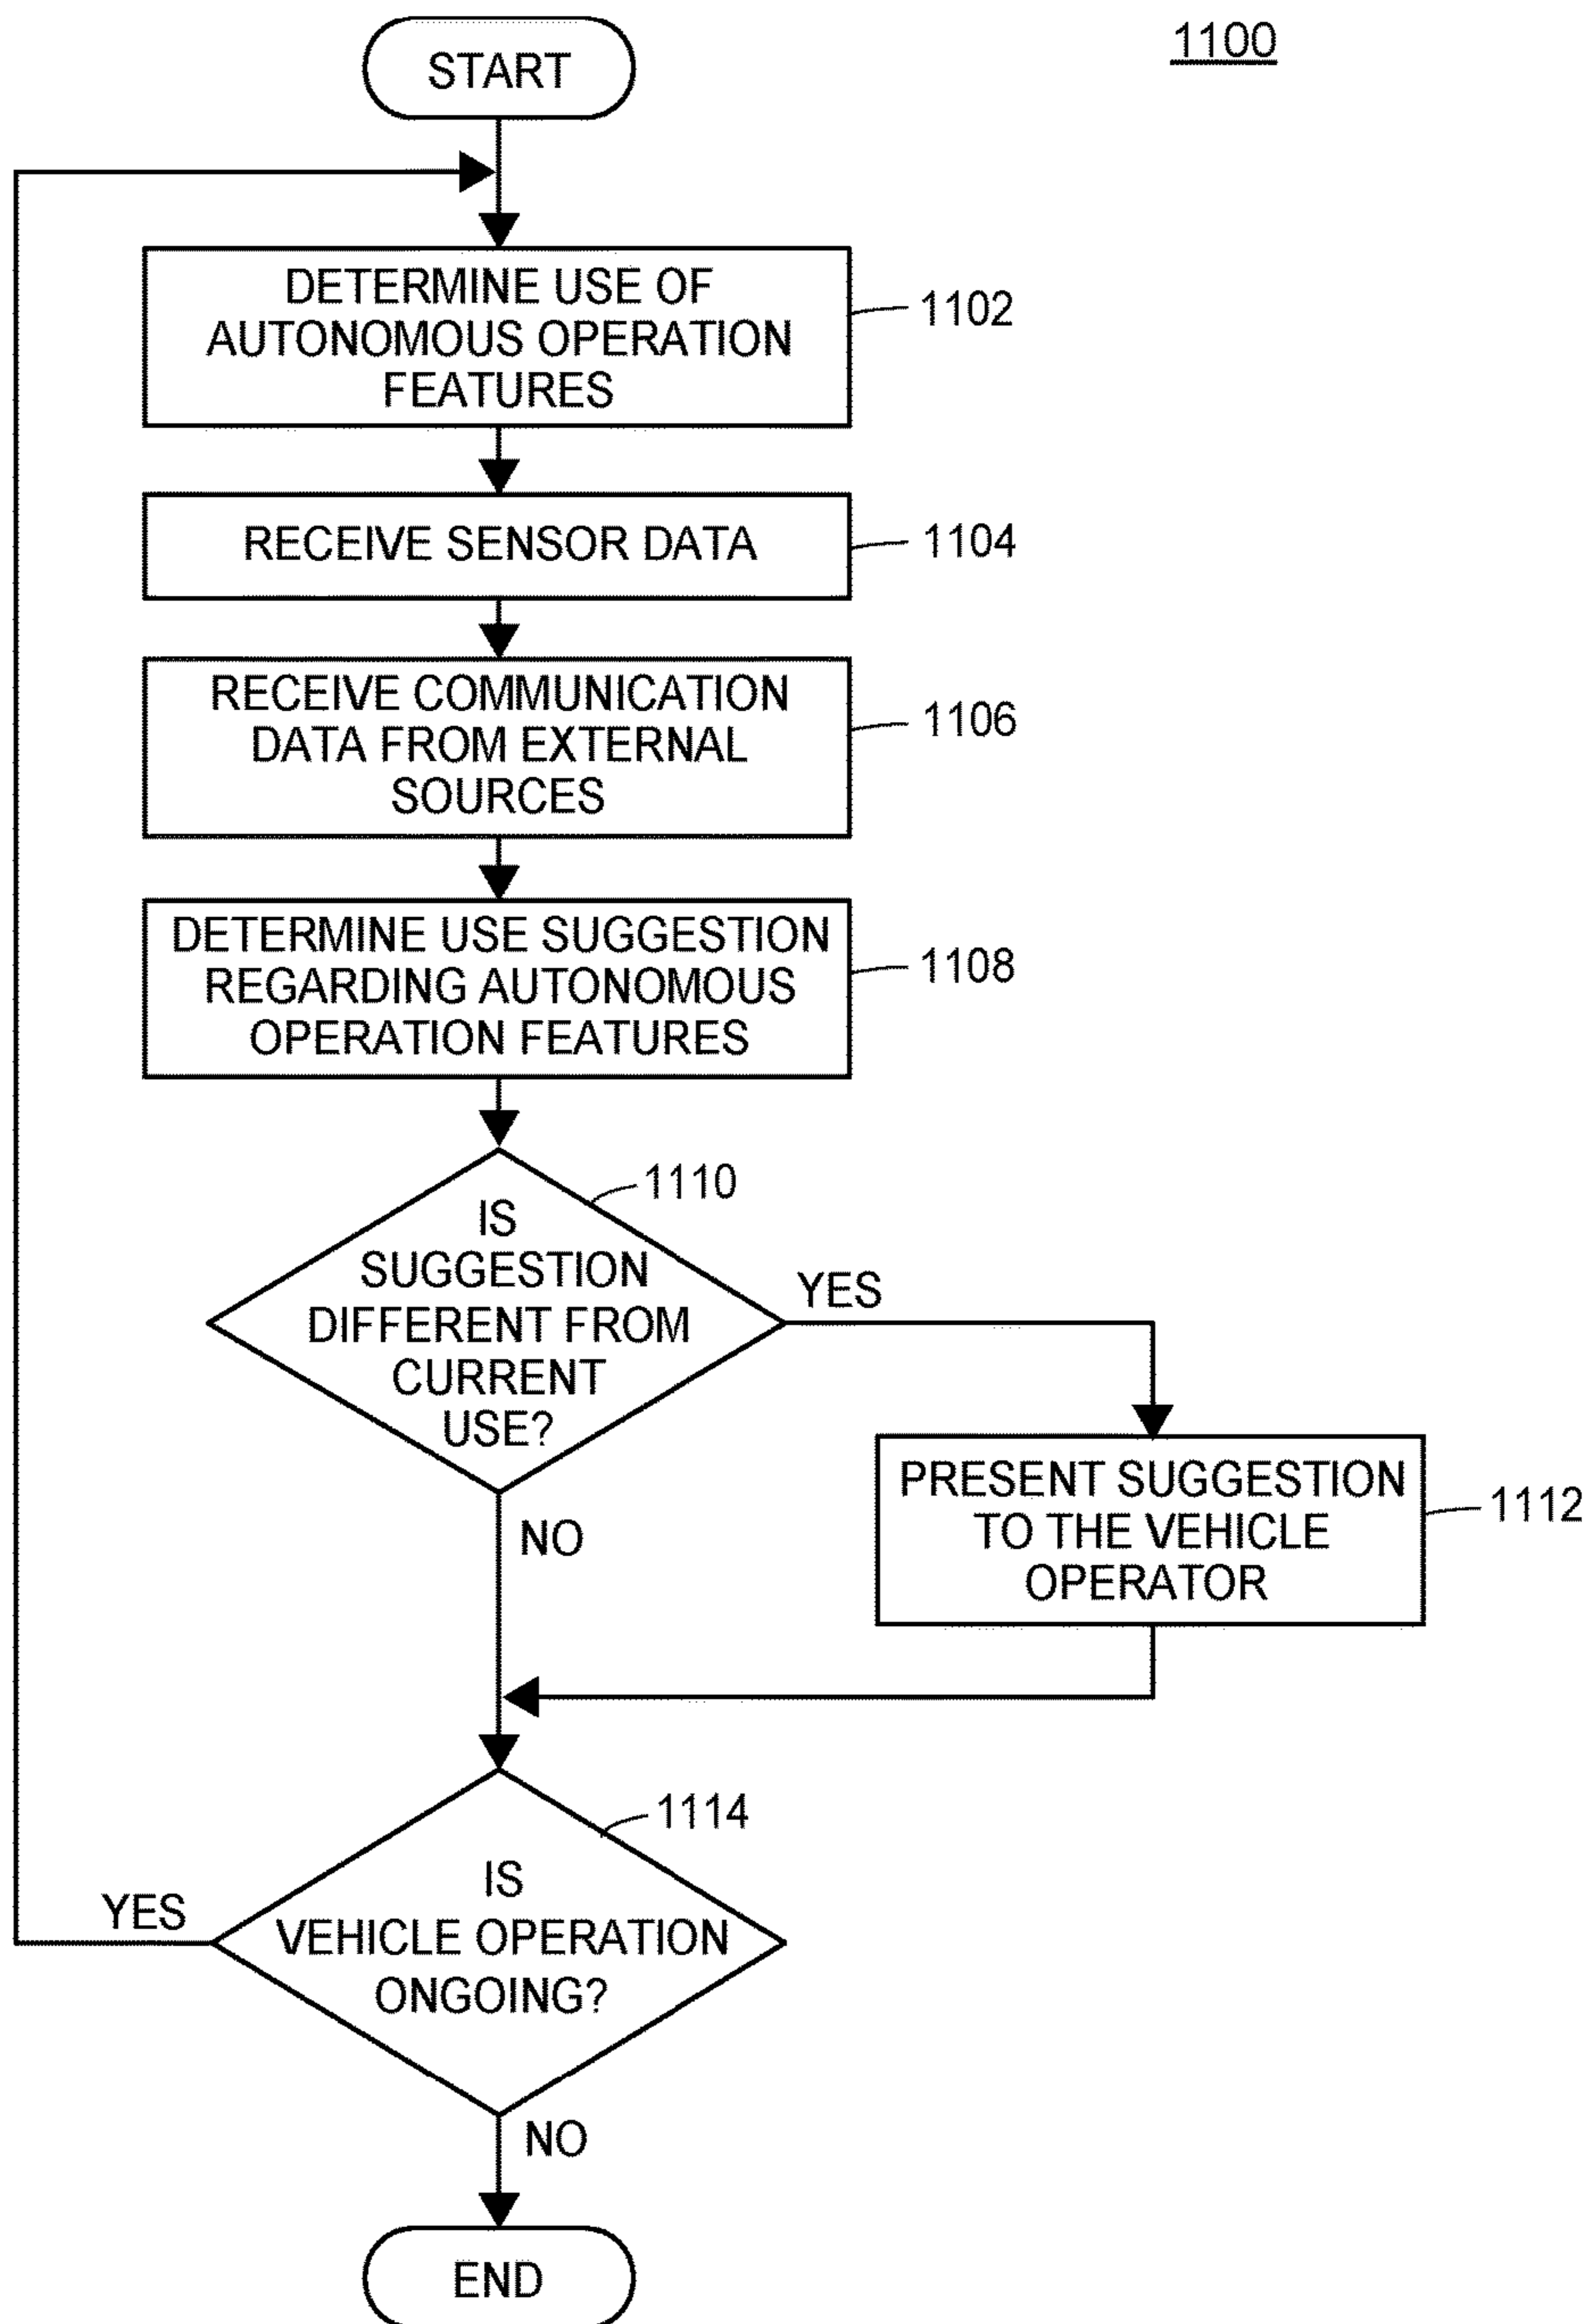 1100
START
DETERMINE USE OF
AUTONOMOUS OPERATION
FEATURES
1102
RECEIVE SENSOR DATA
1104
RECEIVE COMMUNICATION
DATA FROM EXTERNAL
SOURCES
1106
DETERMINE USE SUGGESTION
REGARDING AUTONOMOUS
OPERATION FEATURES
1108
1110
IS
SUGGESTION
DIFFERENT FROM
CURRENT
USE?
YES
NO
PRESENT SUGGESTION
TO THE VEHICLE
OPERATOR
1112
1114
IS
VEHICLE OPERATION
ONGOING?
YES
NO
END